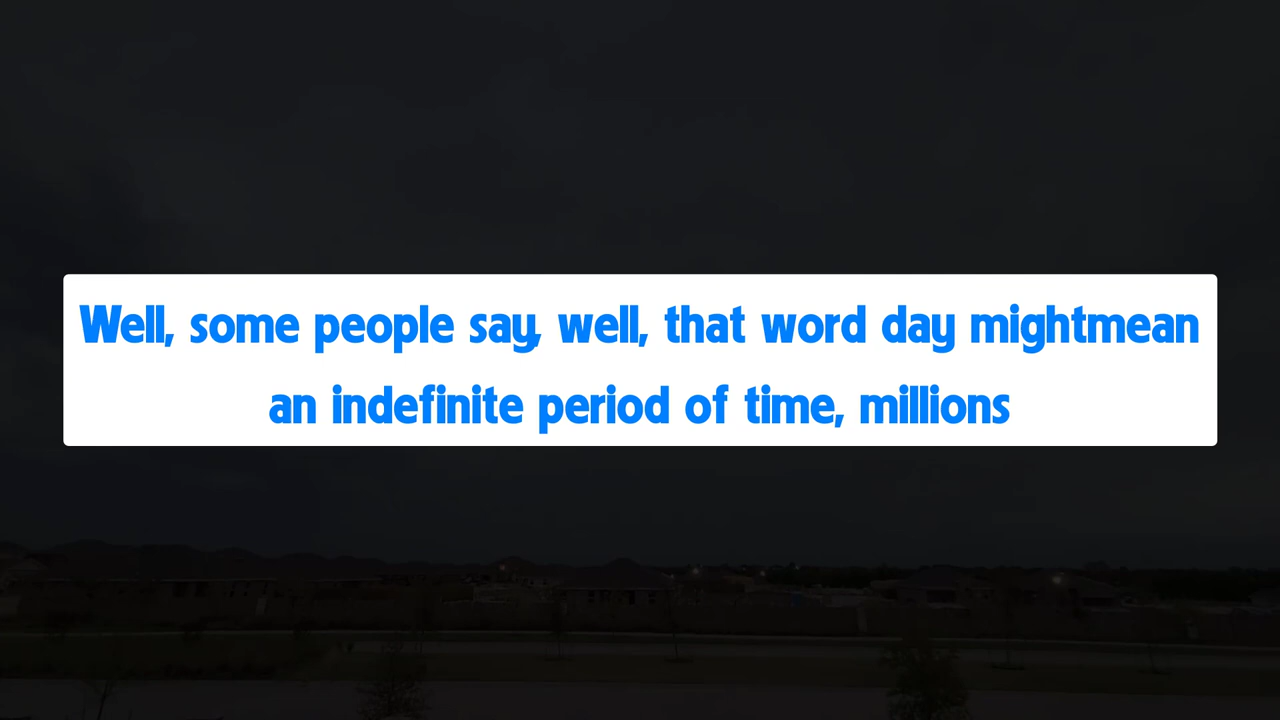 Well, some people say, well, that word day mightmean
an indefinite period of time, millions